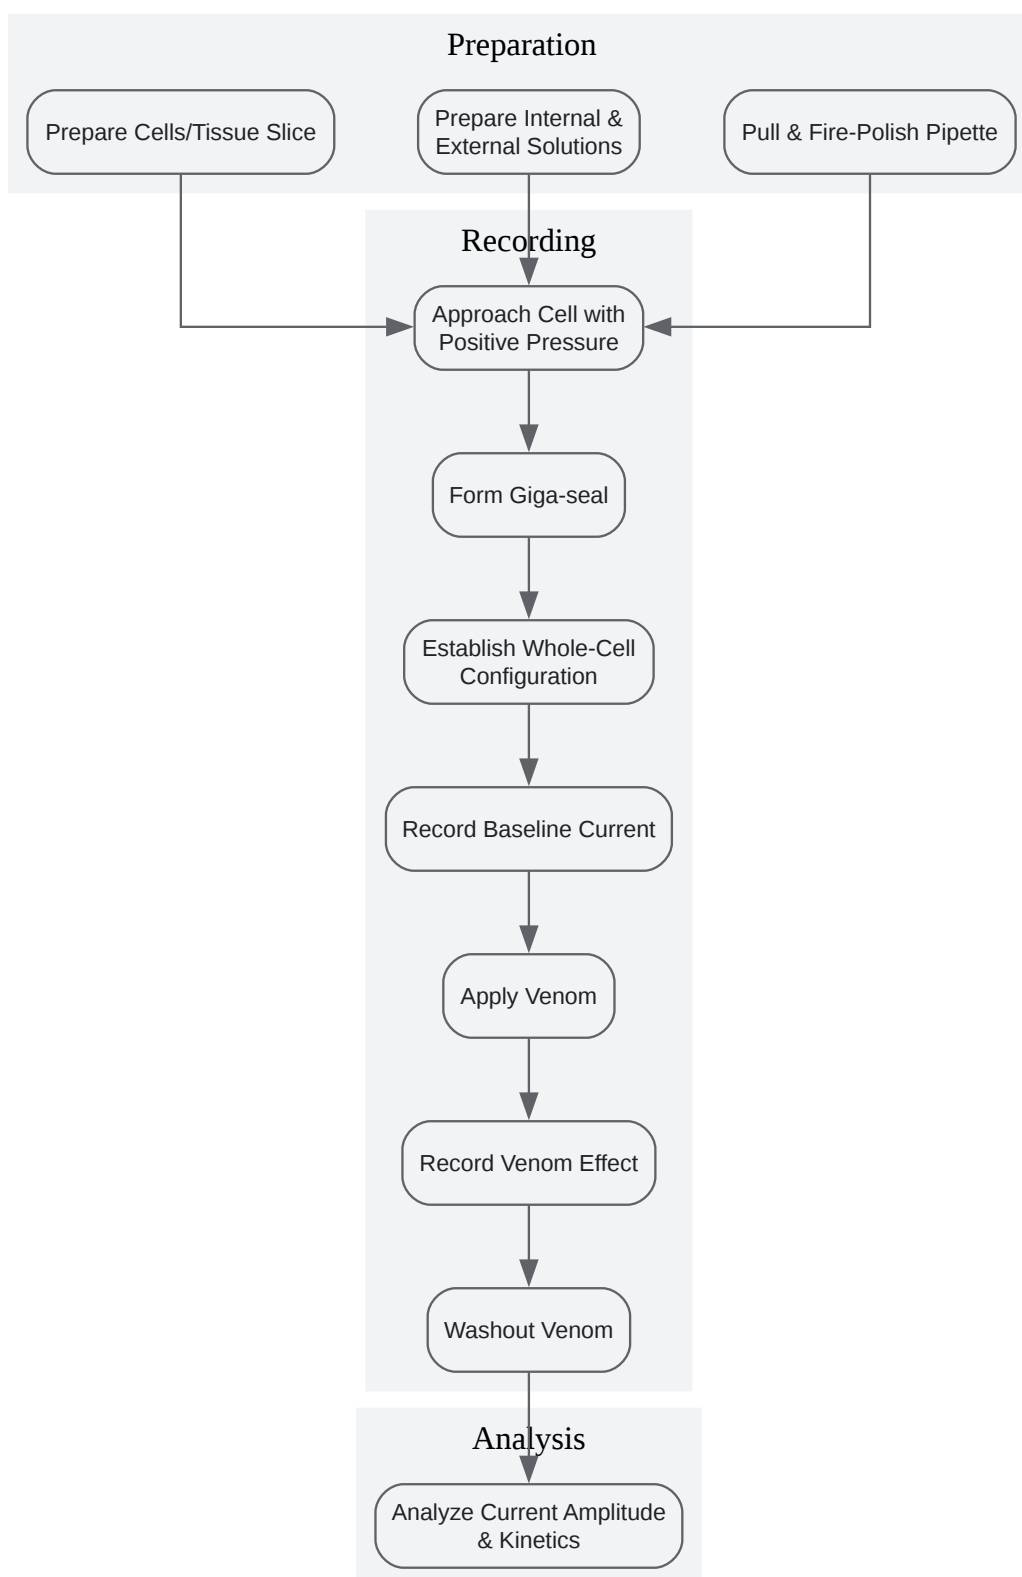 Preparation
Prepare Cells/Tissue Slice
Prepare Internal &
External Solutions
Pull & Fire-Polish Pipette
Recording
Approach Cell with
Positive Pressure
Form Giga-seal
Establish Whole-Cell
Configuration
Record Baseline Current
Apply Venom
Record Venom Effect
Washout Venom
Analysis
Analyze Current Amplitude
& Kinetics